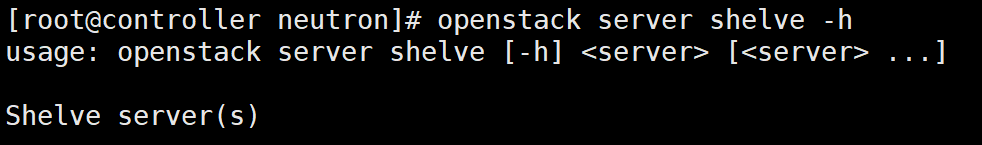 [root@controller neutron]# openstack server shelve -h
usage: openstack server shelve [-h] <server> [<server> ...]
Shelve server(s)